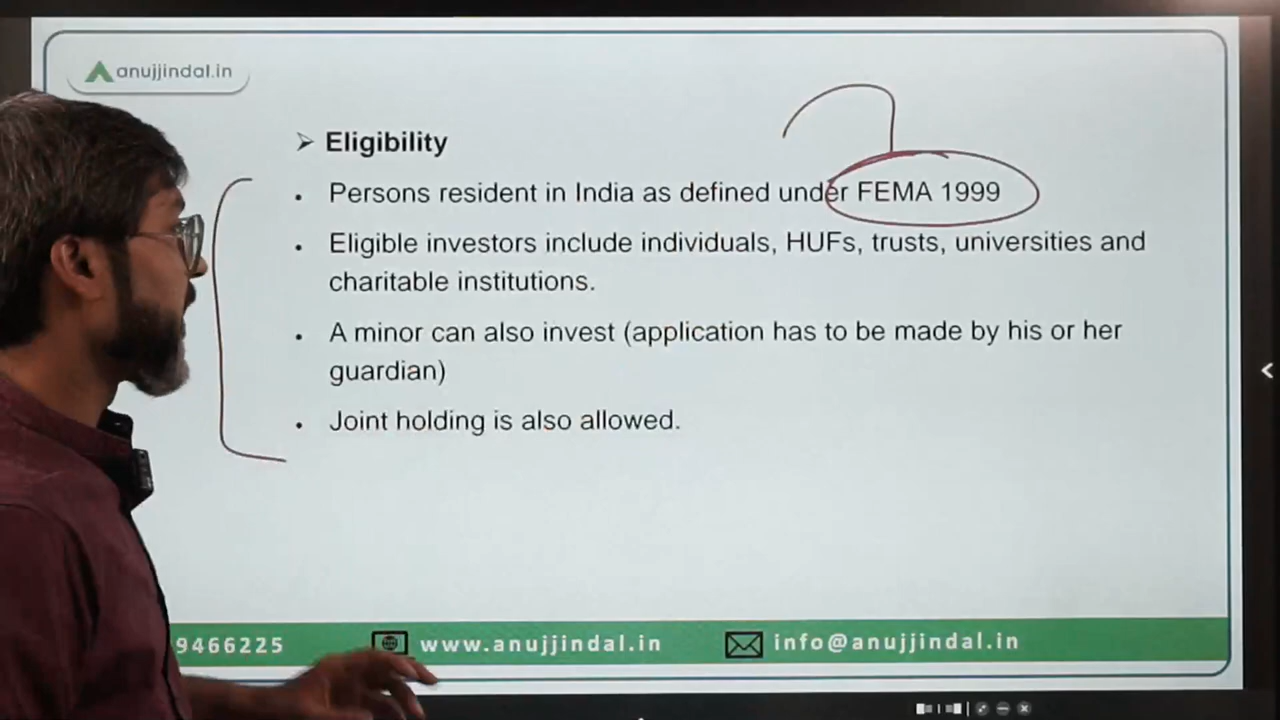 anujjindal.in
➢ Eligibility
• Persons resident in India as defined under FEMA 1999
• Eligible investors include individuals, HUFs, trusts, universities and
charitable institutions.
• A minor can also invest (application has to be made by his or her
guardian)
• Joint holding is also allowed.
9466225 www.anujjindal.in info@anujjindal.in